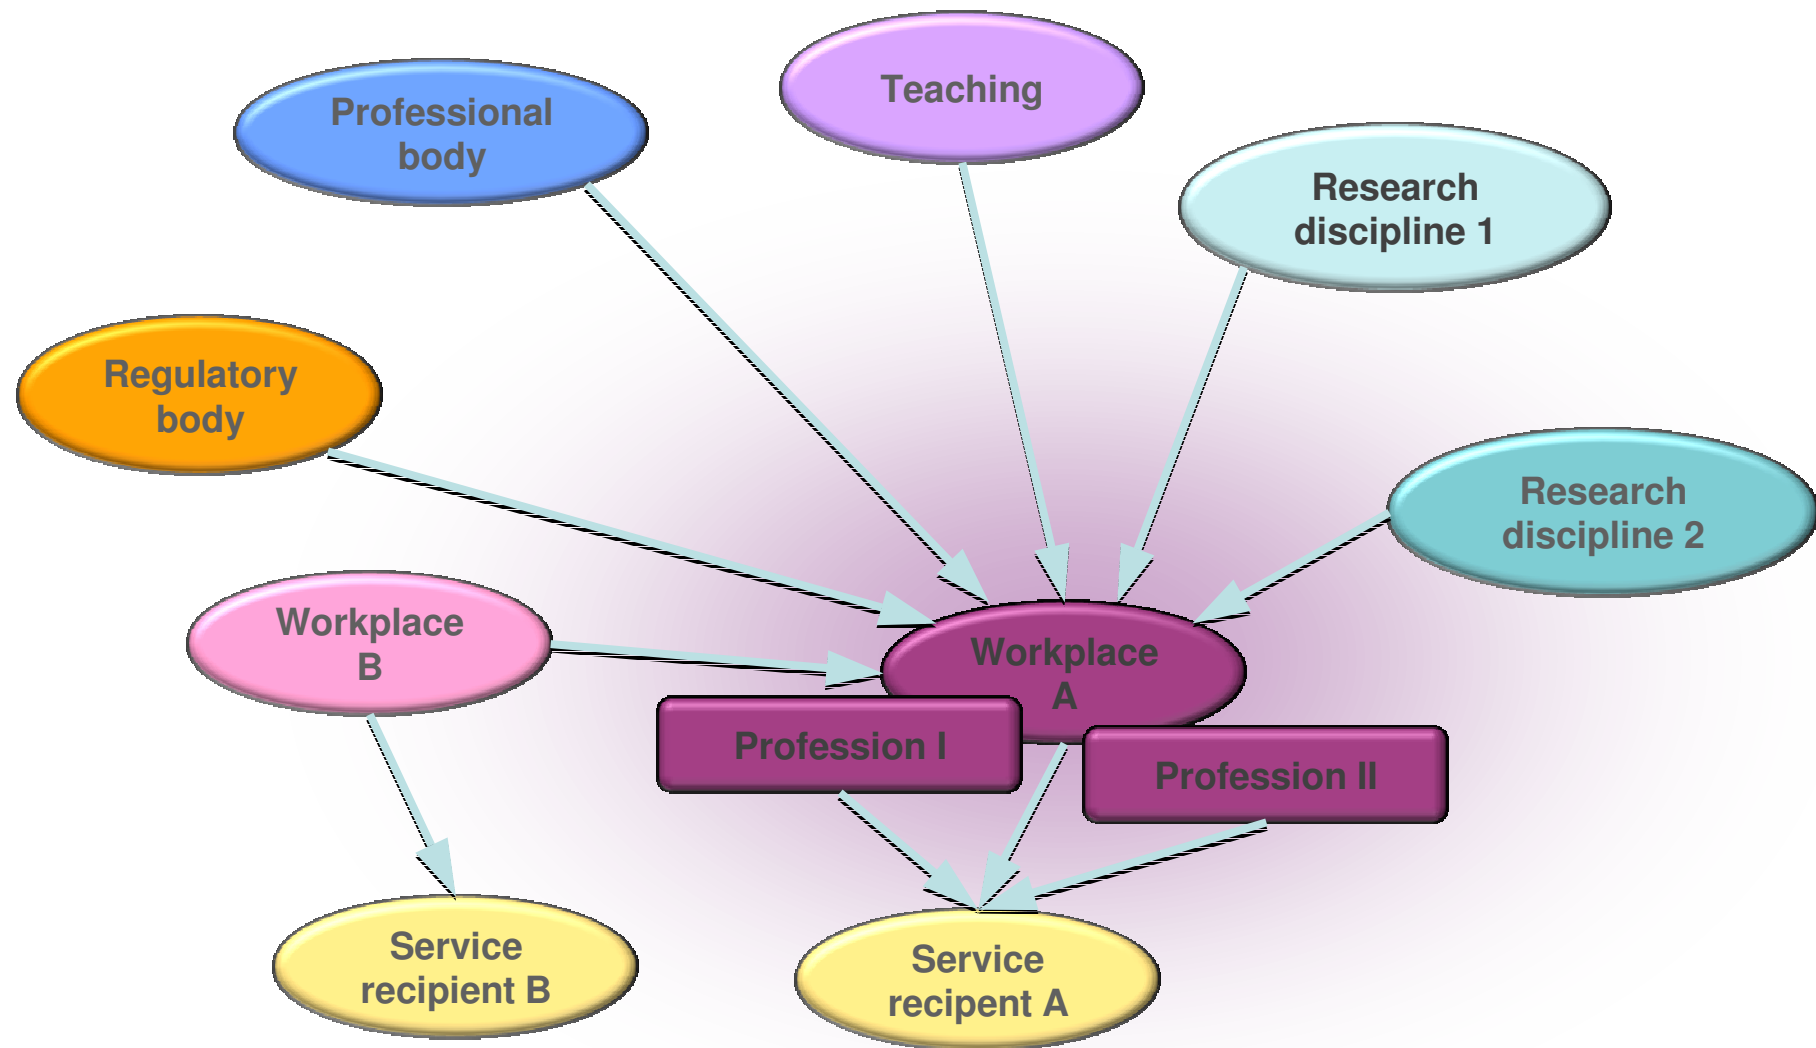 Teaching
Professional
body
Research
discipline 1
Regulatory
body
Research
discipline 2
Workplace
B
Workplace
A
Profession I
Profession II
Service
recipient B
Service
recipent A